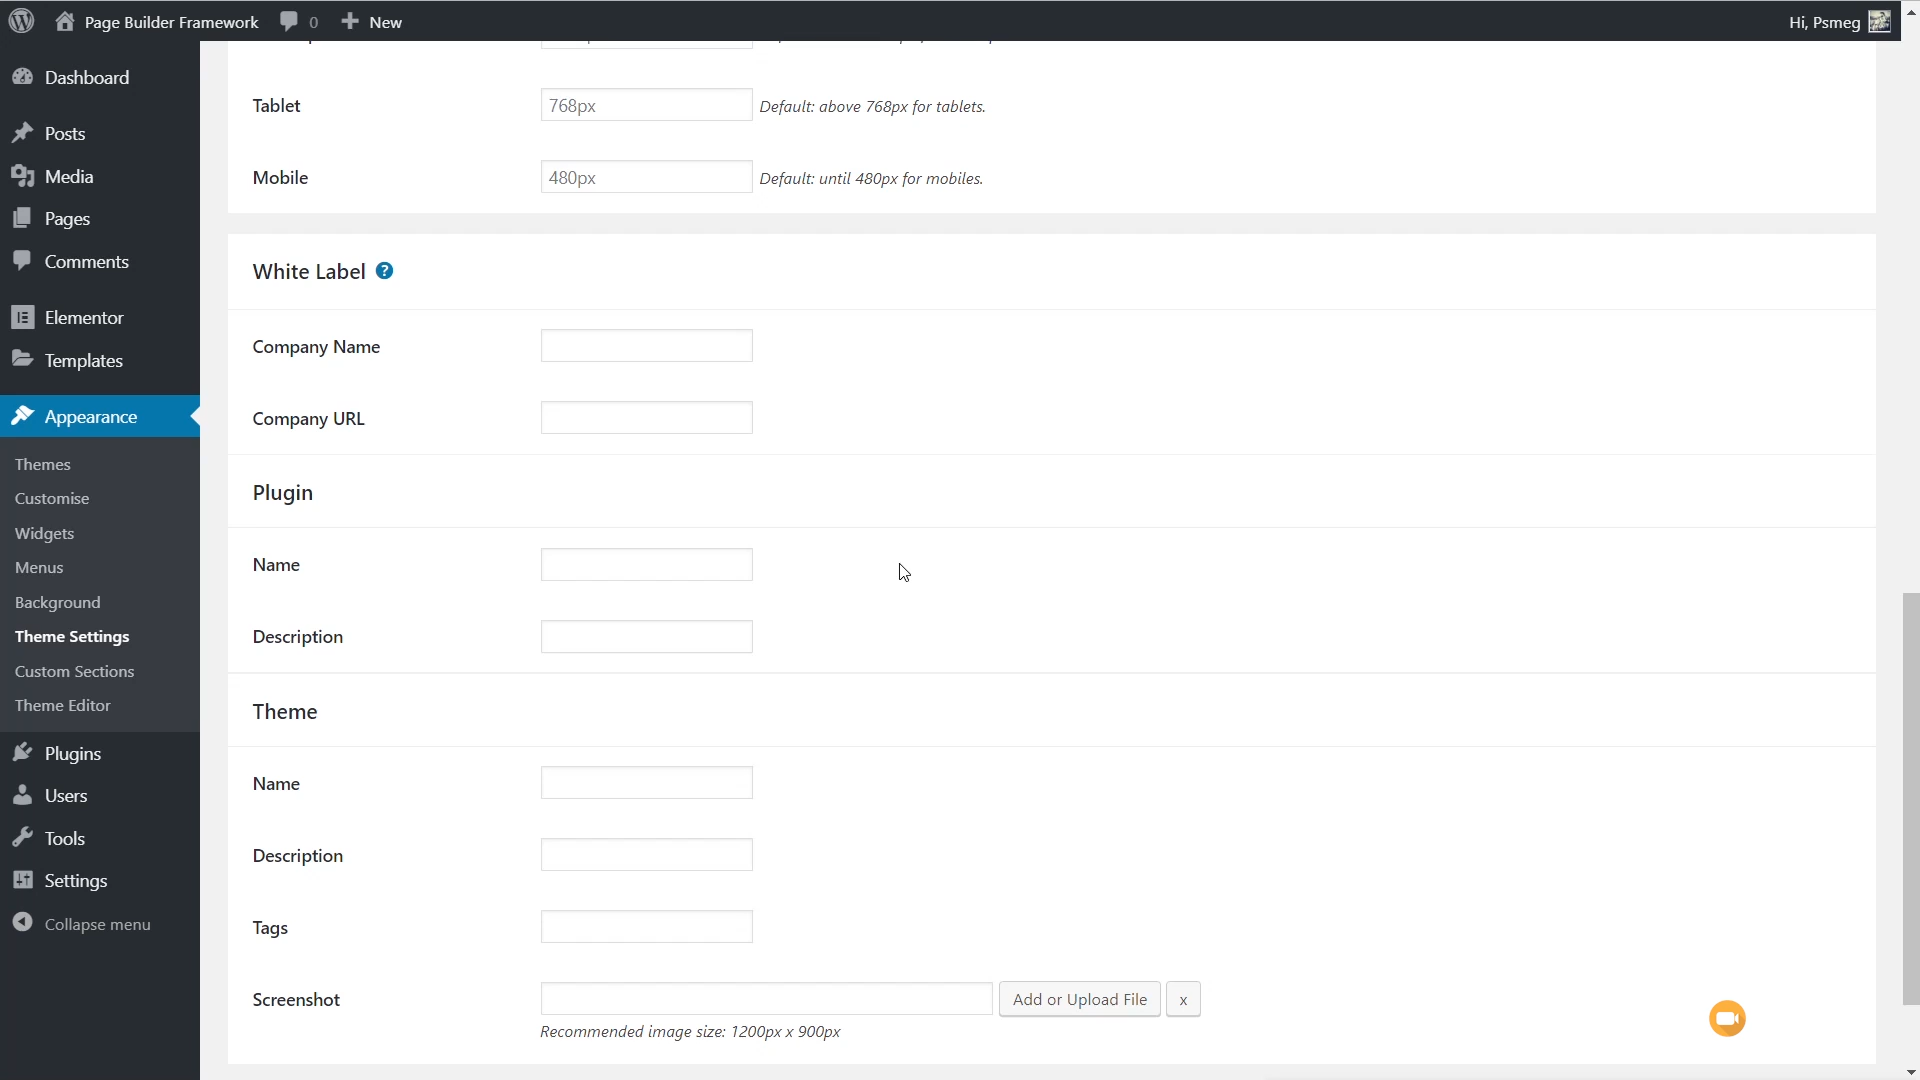 Page Builder Framework 0 New Hi, Psmeg
Dashboard
Posts
Media
Pages
Comments
Elementor
Templates
Appearance
Themes
Customise
Widgets
Menus
Background
Theme Settings
Custom Sections
Theme Editor
Plugins
Users
Tools
Settings
Collapse menu
Tablet 768px Default: above 768px for tablets.
Mobile 480px Default: until 480px for mobiles.
White Label ?
Company Name
Company URL
Plugin
Name
Description
Theme
Name
Description
Tags
Screenshot Add or Upload File x
Recommended image size: 1200px x 900px